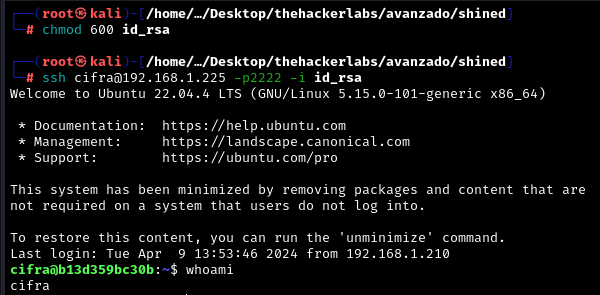 ┌──(root㉿kali)-[/home/…/Desktop/thehackerlabs/avanzado/shined]
└─# chmod 600 id_rsa
┌──(root㉿kali)-[/home/…/Desktop/thehackerlabs/avanzado/shined]
└─# ssh cifra@192.168.1.225 -p2222 -i id_rsa
Welcome to Ubuntu 22.04.4 LTS (GNU/Linux 5.15.0-101-generic x86_64)
* Documentation:  https://help.ubuntu.com
* Management:     https://landscape.canonical.com
* Support:        https://ubuntu.com/pro
This system has been minimized by removing packages and content that are
not required on a system that users do not log into.
To restore this content, you can run the 'unminimize' command.
Last login: Tue Apr  9 13:53:46 2024 from 192.168.1.210
cifra@b13d359bc30b:~$ whoami
cifra